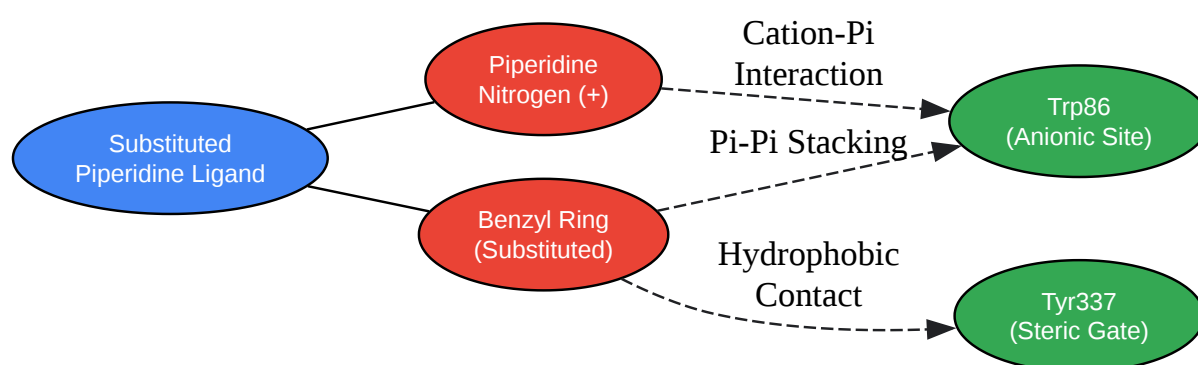 Substituted
Piperidine Ligand
Piperidine
Nitrogen (+)
Benzyl Ring
(Substituted)
Cation-Pi
Interaction
Pi-Pi Stacking
Hydrophobic
Contact
Trp86
(Anionic Site)
Tyr337
(Steric Gate)